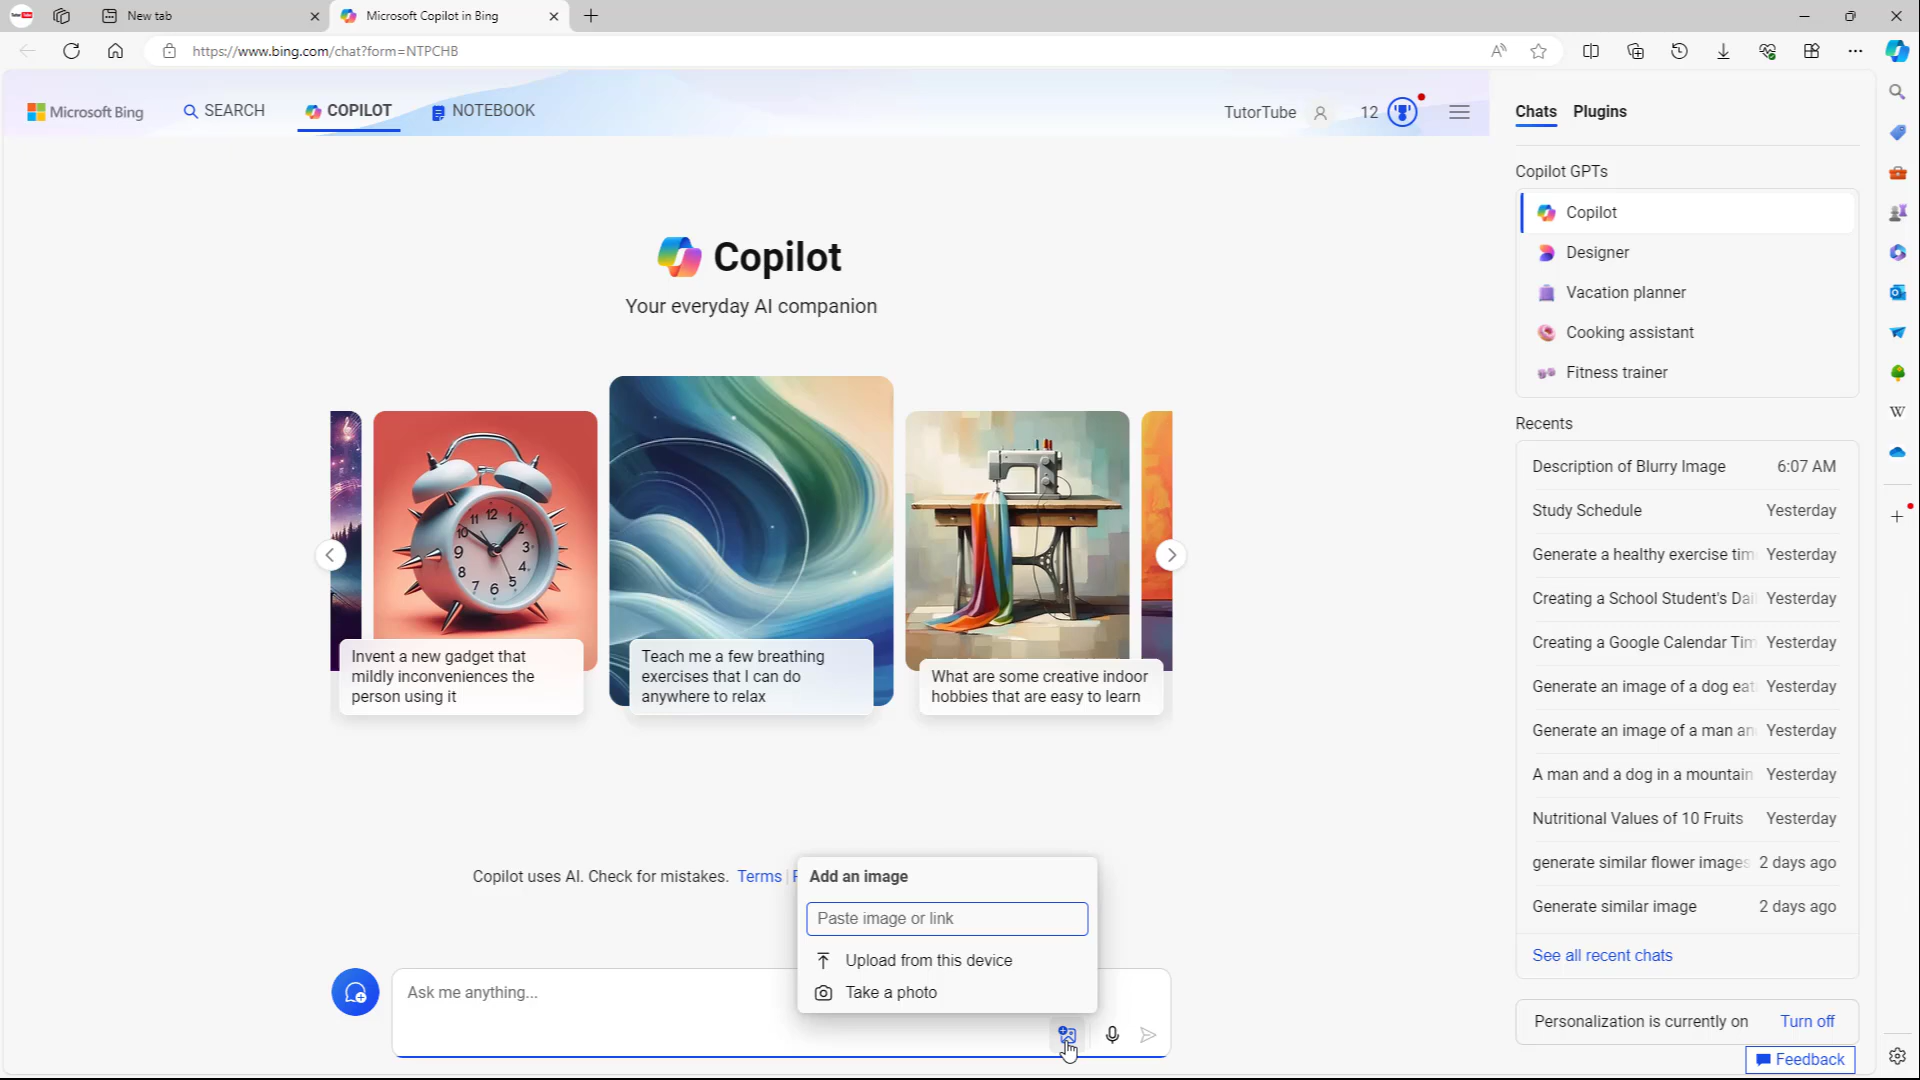 New tab
Microsoft Copilot in Bing
https://www.bing.com/chat?form=NTPCHB
Microsoft Bing
SEARCH
COPILOT
NOTEBOOK
TutorTube
12
Copilot
Your everyday AI companion
Invent a new gadget that
mildly inconveniences the
person using it
Teach me a few breathing
exercises that I can do
anywhere to relax
What are some creative indoor
hobbies that are easy to learn
Copilot uses AI. Check for mistakes. Terms
Add an image
Paste image or link
Upload from this device
Take a photo
Ask me anything...
Chats Plugins
Copilot GPTs
Copilot
Designer
Vacation planner
Cooking assistant
Fitness trainer
Recents
Description of Blurry Image 6:07 AM
Study Schedule Yesterday
Generate a healthy exercise tim Yesterday
Creating a School Student's Dai Yesterday
Creating a Google Calendar Tim Yesterday
Generate an image of a dog eat Yesterday
Generate an image of a man an Yesterday
A man and a dog in a mountain Yesterday
Nutritional Values of 10 Fruits Yesterday
generate similar flower images 2 days ago
Generate similar image 2 days ago
See all recent chats
Personalization is currently on Turn off
Feedback